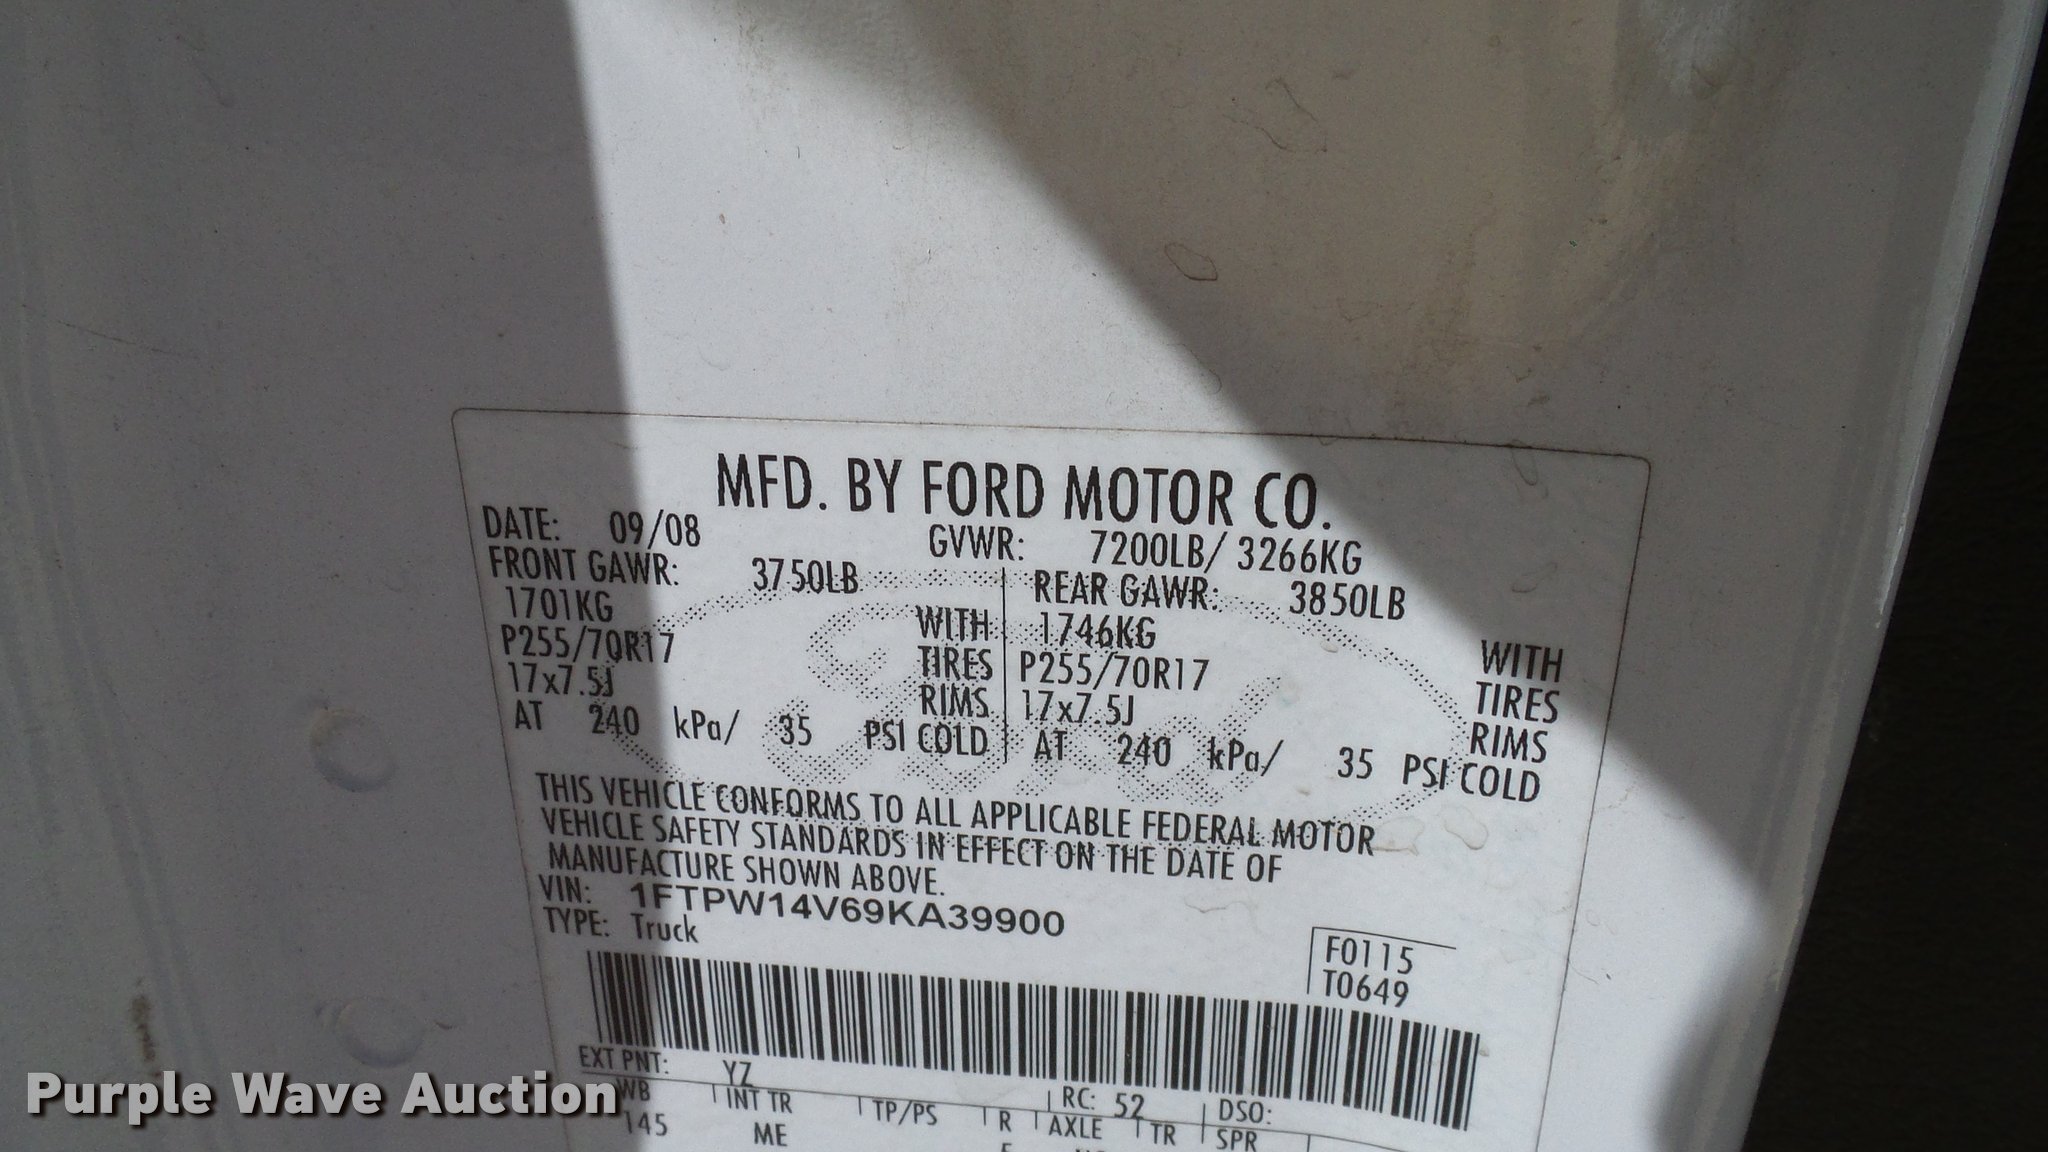 MFD. BY FORD MOTOR CO.
DATE: 09/08 GVWR: 7200LB/ 3266KG
FRONT GAWR: 3750LB REAR GAWR: 3850LB
1701KG WITH 1746KG WITH
P255/70R17 TIRES P255/70R17 TIRES
17x7.5J RIMS 17x7.5J RIMS
AT 240 kPa/ 35 PSI COLD AT 240 kPa/ 35 PSI COLD
THIS VEHICLE CONFORMS TO ALL APPLICABLE FEDERAL MOTOR
VEHICLE SAFETY STANDARDS IN EFFECT ON THE DATE OF
MANUFACTURE SHOWN ABOVE.
VIN: 1FTPW14V69KA39900
TYPE: Truck
F0115
T0649
EXT PNT: YZ RC: 52 DSO:
WB INT TR TP/PS R AXLE TR SPR
145 ME
Ford
Purple Wave Auction